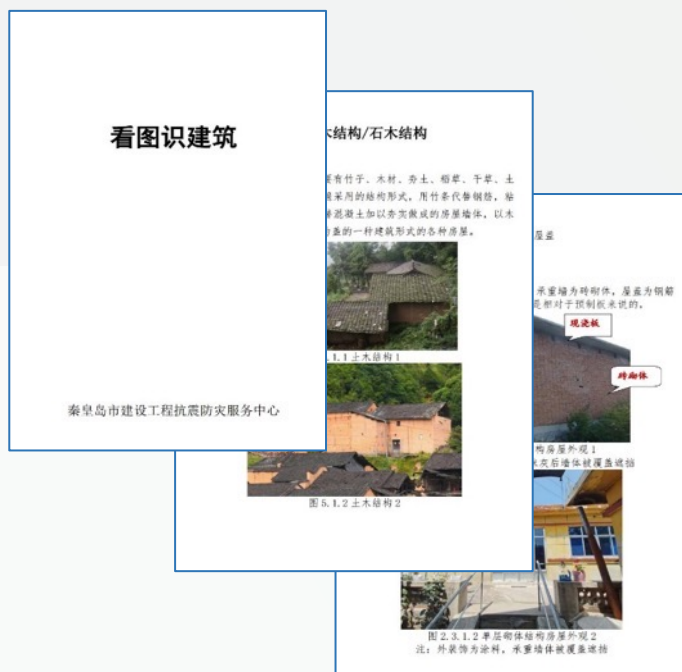 看图识建筑
秦皇岛市建设工程抗震防灾服务中心
木结构/石木结构
要有竹子、木材、夯土、稻草、干草、土
采用的结构形式，用竹条代替钢筋，粘
混凝土加以夯实做成的房屋墙体，以木
盖的一种建筑形式的各种房屋。
.1.1 土木结构1
图 5.1.2 土木结构2
屋盖
承重墙为砖砌体，屋盖为钢筋
是相对于预制板来说的。
现浇板
砖砌体
构房屋外观1
抹灰后墙体被覆盖遮挡
图 2.3.1.2 单层砌体结构房屋外观2
注：外装饰为涂料，承重墙体被覆盖遮挡